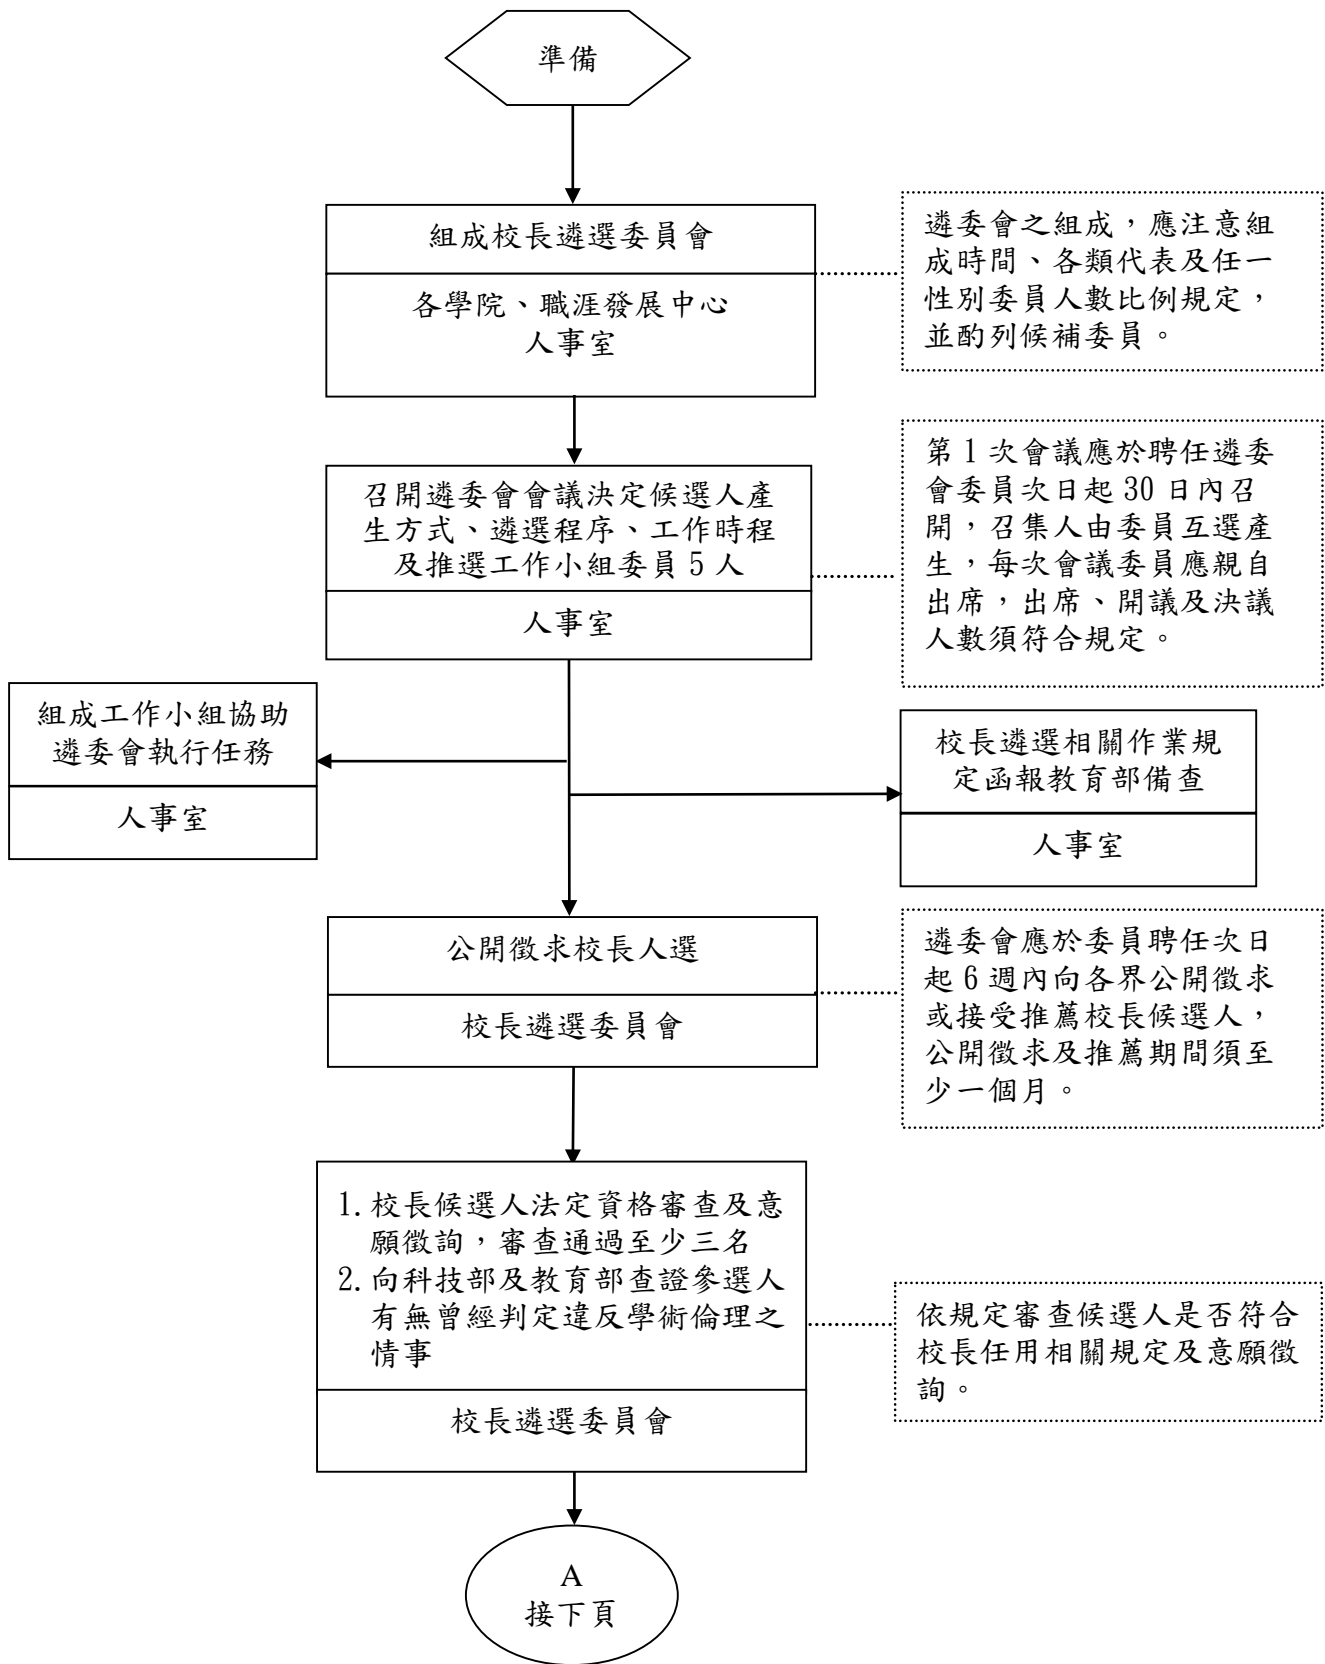 準備
組成校長遴選委員會
各學院、職涯發展中心
人事室
遴委會之組成，應注意組
成時間、各類代表及任一
性別委員人數比例規定，
並酌列候補委員。
召開遴委會會議決定候選人產
生方式、遴選程序、工作時程
及推選工作小組委員 5 人
人事室
第 1 次會議應於聘任遴委
會委員次日起 30 日內召
開，召集人由委員互選產
生，每次會議委員應親自
出席，出席、開議及決議
人數須符合規定。
組成工作小組協助
遴委會執行任務
人事室
校長遴選相關作業規
定函報教育部備查
人事室
公開徵求校長人選
校長遴選委員會
遴委會應於委員聘任次日
起 6 週內向各界公開徵求
或接受推薦校長候選人，
公開徵求及推薦期間須至
少一個月。
1. 校長候選人法定資格審查及意
願徵詢，審查通過至少三名
2. 向科技部及教育部查證參選人
有無曾經判定違反學術倫理之
情事
校長遴選委員會
依規定審查候選人是否符合
校長任用相關規定及意願徵
詢。
A
接下頁